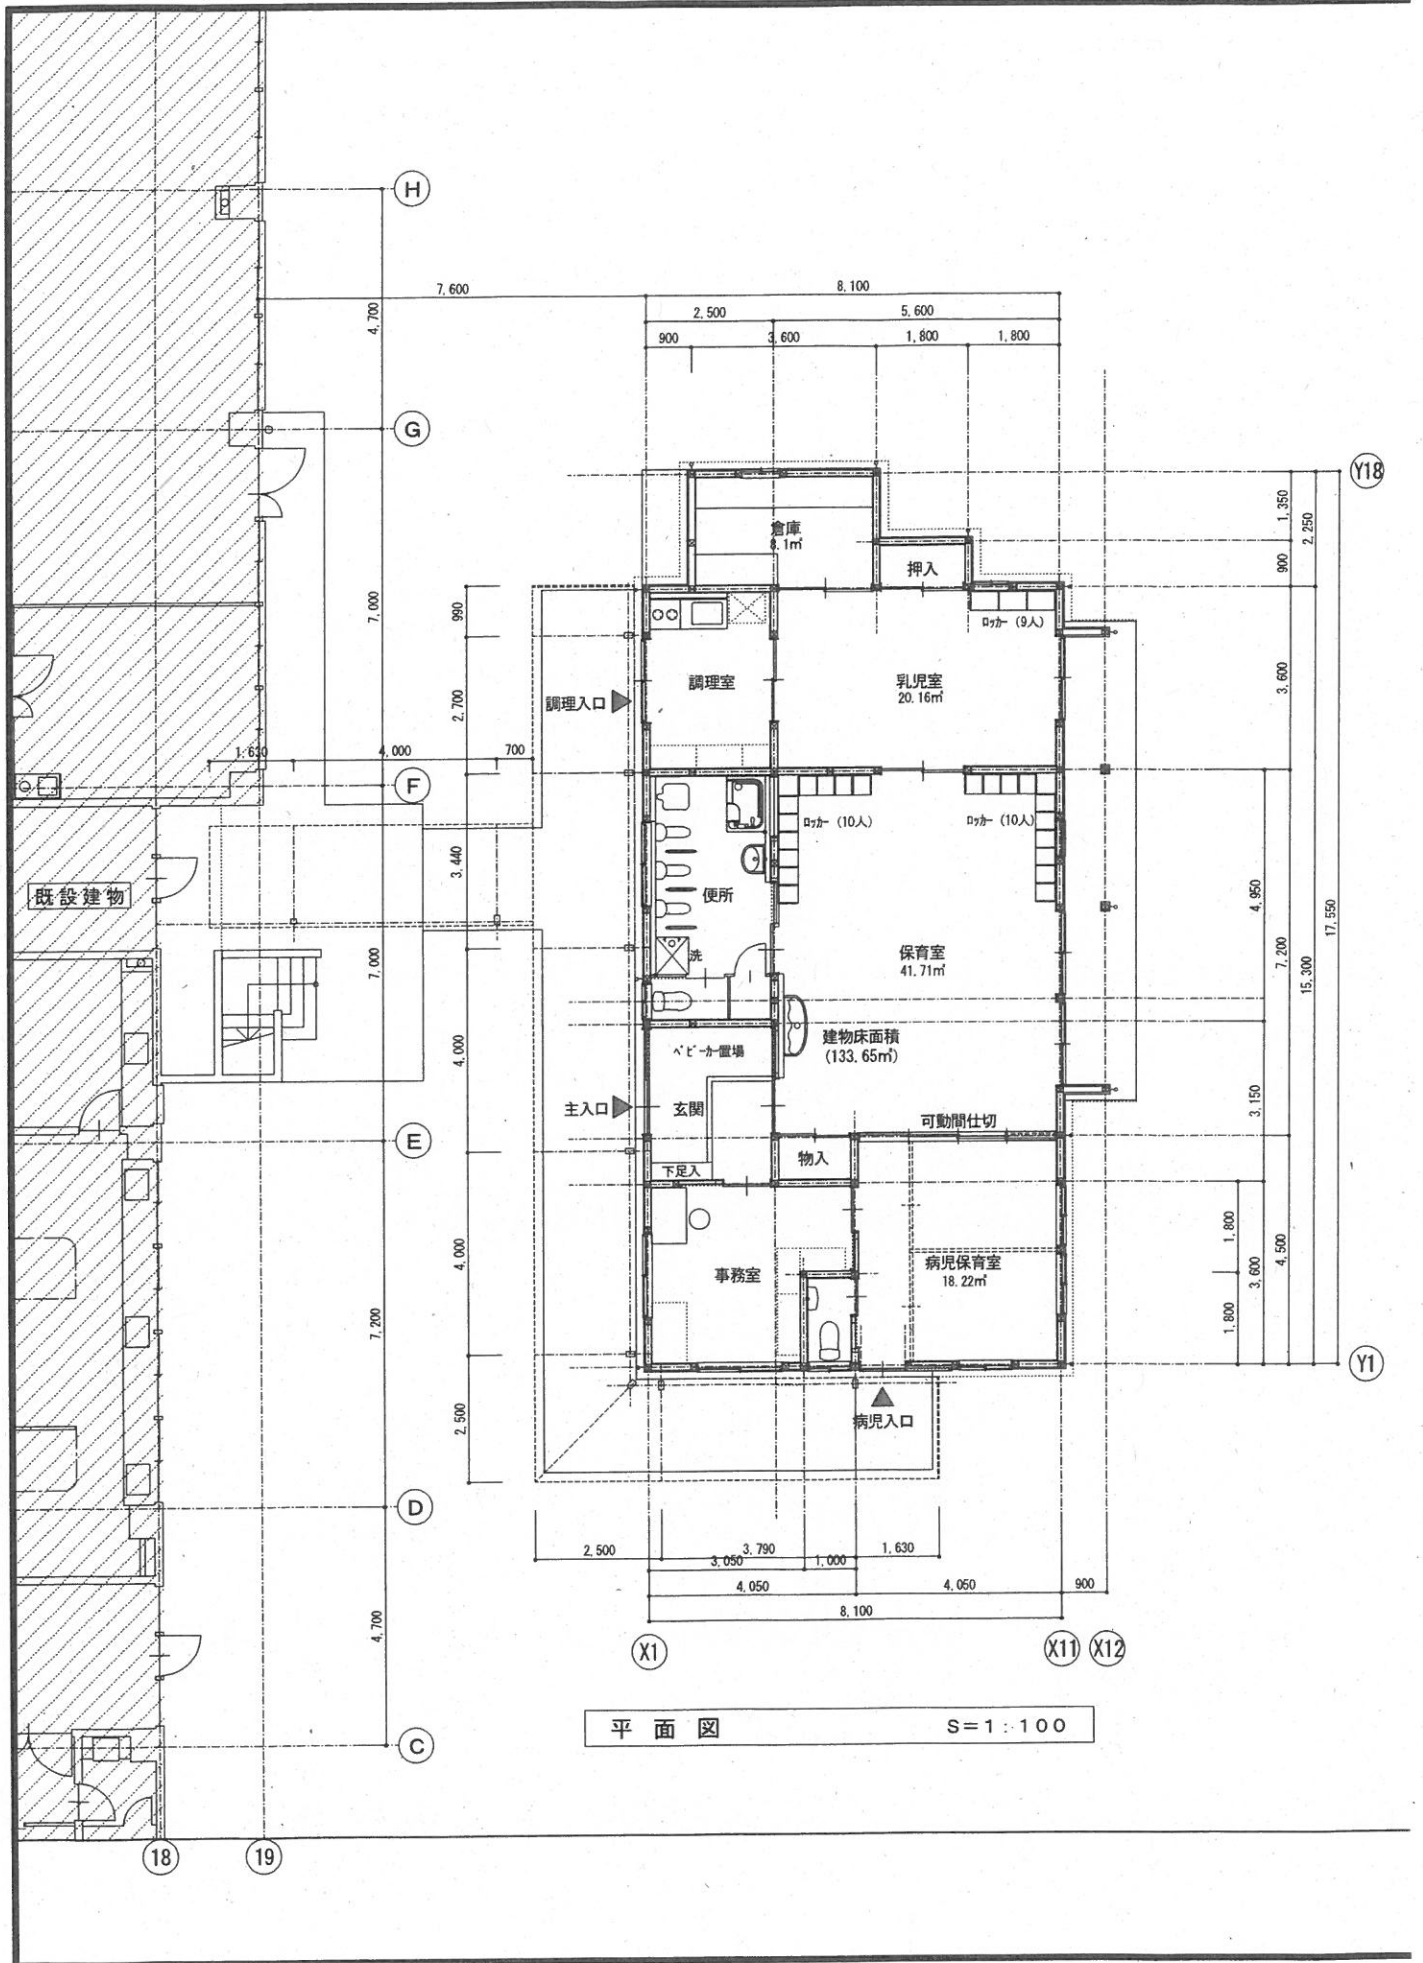 H
7,600
8,100
4,700
2,500
5,600
900
3,600
1,800
1,800
G
Y18
1,350
2,250
倉庫
8.1㎡
押入
900
7,000
990
ﾛｯｶｰ (9人)
調理室
乳児室
20.16㎡
3,600
調理入口
2,700
1,630
4,000
700
F
ﾛｯｶｰ (10人)
ﾛｯｶｰ (10人)
3,440
既設建物
便所
4,950
17,550
洗
保育室
41.71㎡
7,000
7,200
15,300
建物床面積
(133.65㎡)
4,000
ﾍﾞﾋﾞｰｶｰ置場
主入口
玄関
可動間仕切
3,150
E
物入
下足入
1,800
4,000
事務室
病児保育室
18.22㎡
3,600
4,500
7,200
1,800
Y1
2,500
病児入口
D
2,500
3,790
1,630
3,050
1,000
4,050
4,050
900
8,100
4,700
X1
X11
X12
平面図 S=1:100
C
18
19